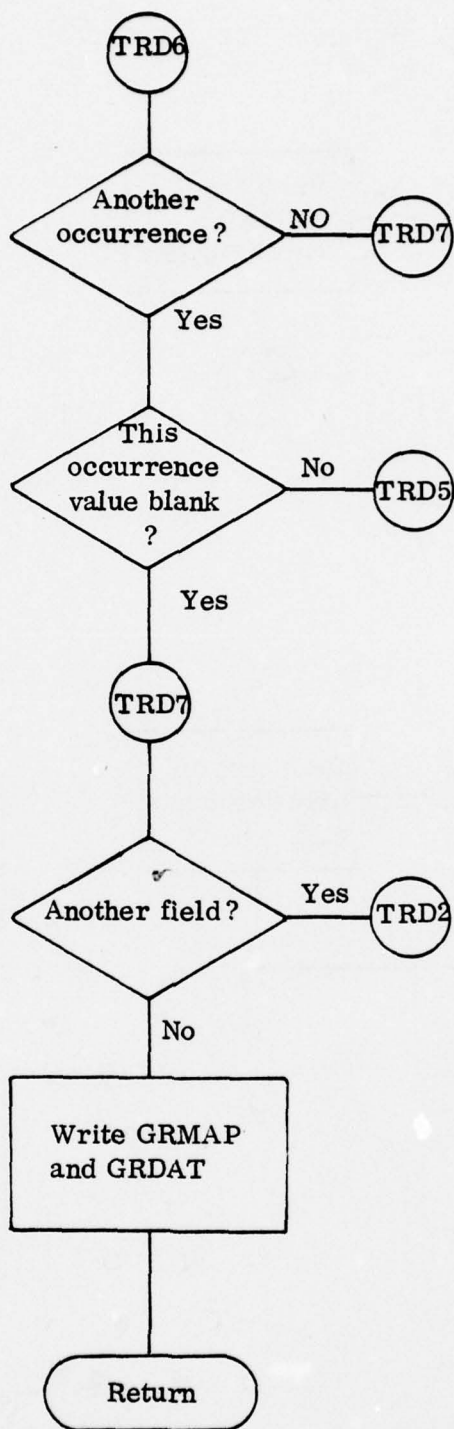 TRD6
Another
occurrence?
NO
TRD7
Yes
This
occurrence
value blank
?
No
TRD5
Yes
TRD7
Another field?
Yes
TRD2
No
Write GRMAP
and GRDAT
Return